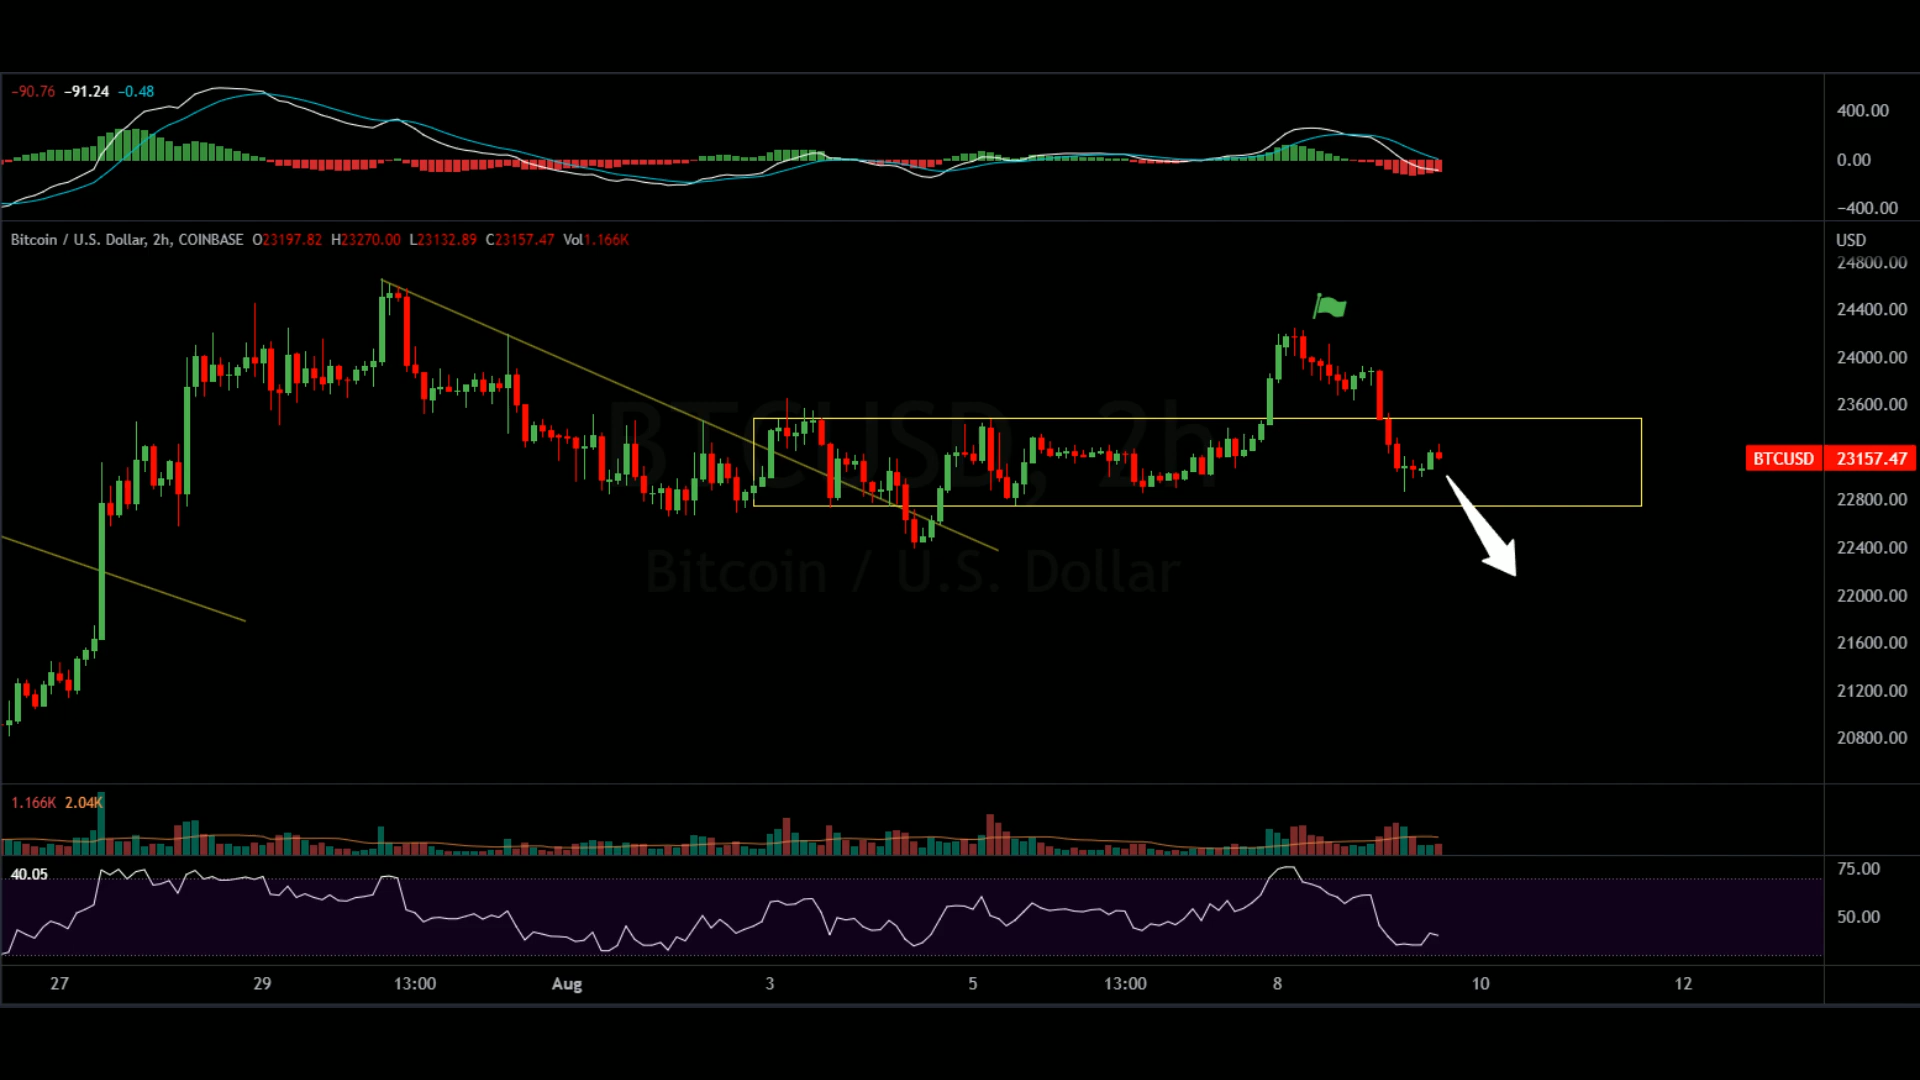 −90.76 −91.24 −0.48
400.00
0.00
−400.00
Bitcoin / U.S. Dollar, 2h, COINBASE O23197.82 H23270.00 L23132.89 C23157.47 Vol1.166K
USD
24800.00
24400.00
24000.00
23600.00
BTCUSD, 2h
BTCUSD 23157.47
22800.00
22400.00
Bitcoin / U.S. Dollar
22000.00
21600.00
21200.00
20800.00
1.166K 2.04K
40.05
75.00
50.00
27 29 13:00 Aug 3 5 13:00 8 10 12